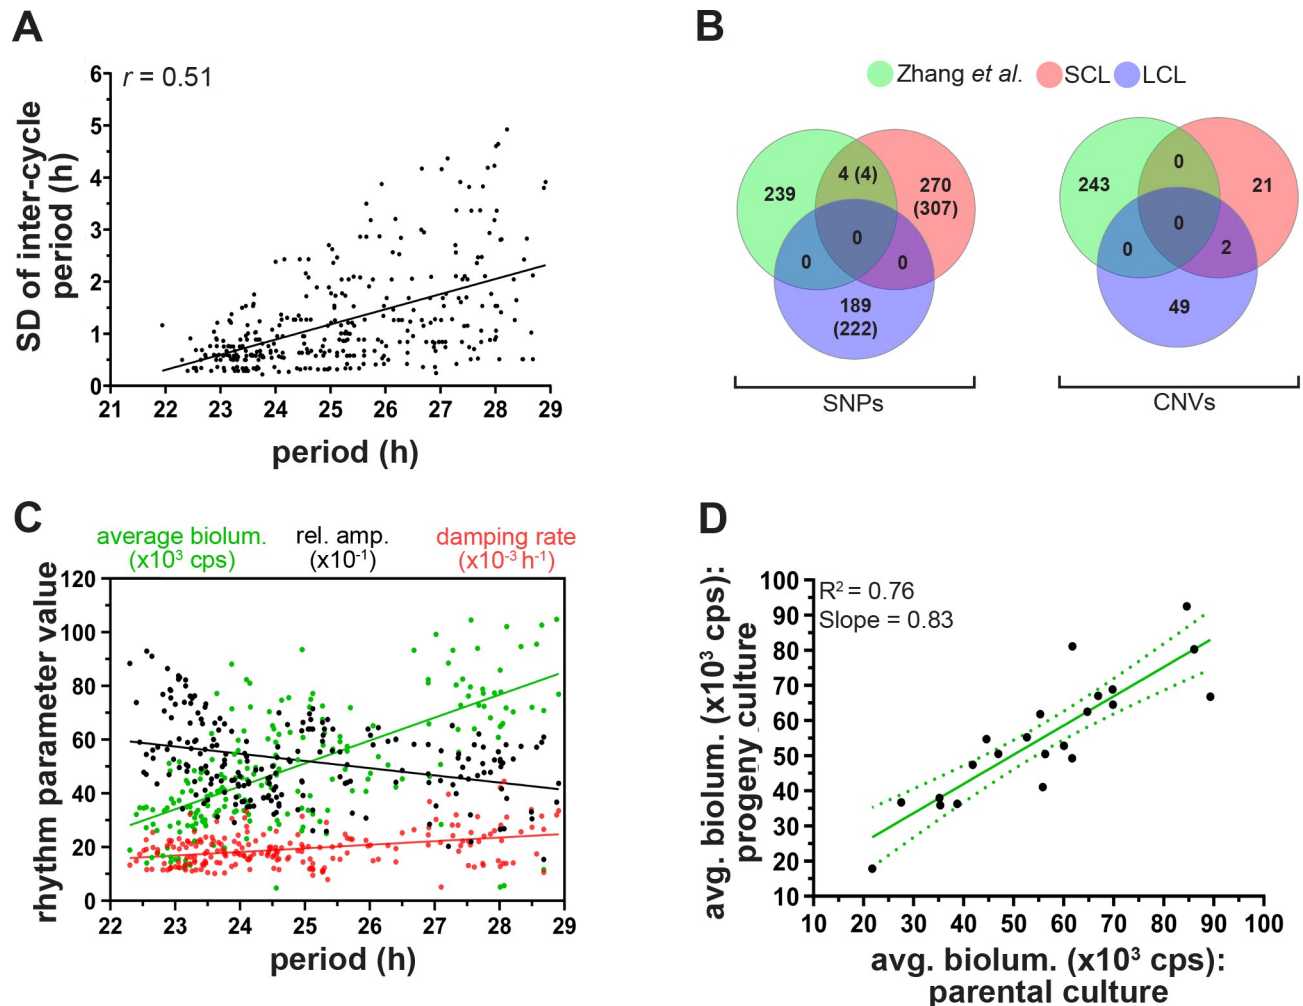 A
r = 0.51
SD of inter-cycle
period (h)
6
5
4
3
2
1
0
21 22 23 24 25 26 27 28 29
period (h)
B
Zhang et al. SCL LCL
239
4 (4)
270
(307)
0
0
0
189
(222)
SNPs
243
0
21
0
0
2
49
CNVs
C
average biolum.
(x10³ cps)
rel. amp.
(x10⁻¹)
damping rate
(x10⁻³ h⁻¹)
rhythm parameter value
120
100
80
60
40
20
0
22 23 24 25 26 27 28 29
period (h)
D
R² = 0.76
Slope = 0.83
avg. biolum. (x10³ cps):
progeny culture
100
90
80
70
60
50
40
30
20
10
10 20 30 40 50 60 70 80 90 100
avg. biolum. (x10³ cps):
parental culture